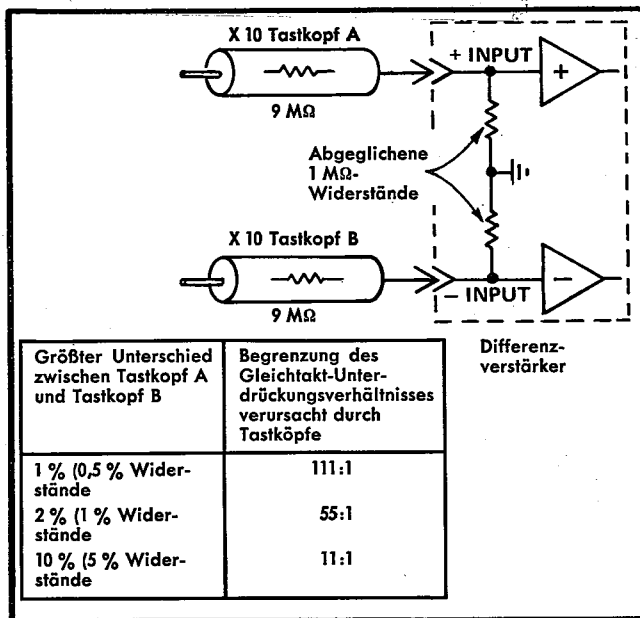 X 10 Tastkopf A
9 MΩ
+ INPUT
+
Abgeglichene
1 MΩ-
Widerstände
X 10 Tastkopf B
9 MΩ
– INPUT
–
Differenz-
verstärker
Größter Unterschied
zwischen Tastkopf A
und Tastkopf B
Begrenzung des
Gleichtakt-Unter-
drückungsverhältnisses
verursacht durch
Tastköpfe
1 % (0,5 % Wider-
stände
111:1
2 % (1 % Wider-
stände
55:1
10 % (5 % Wider-
stände
11:1